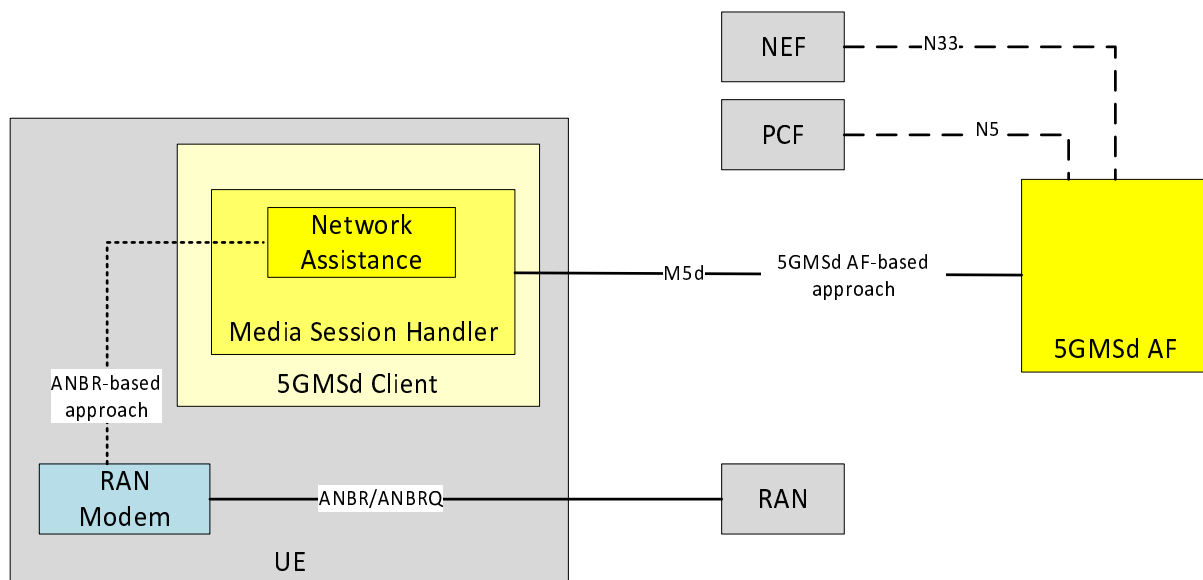 NEF
N33
PCF
N5
Network
Assistance
Media Session Handler
5GMSd Client
M5d
5GMSd AF-based
approach
5GMSd AF
ANBR-based
approach
RAN
Modem
ANBR/ANBRQ
RAN
UE